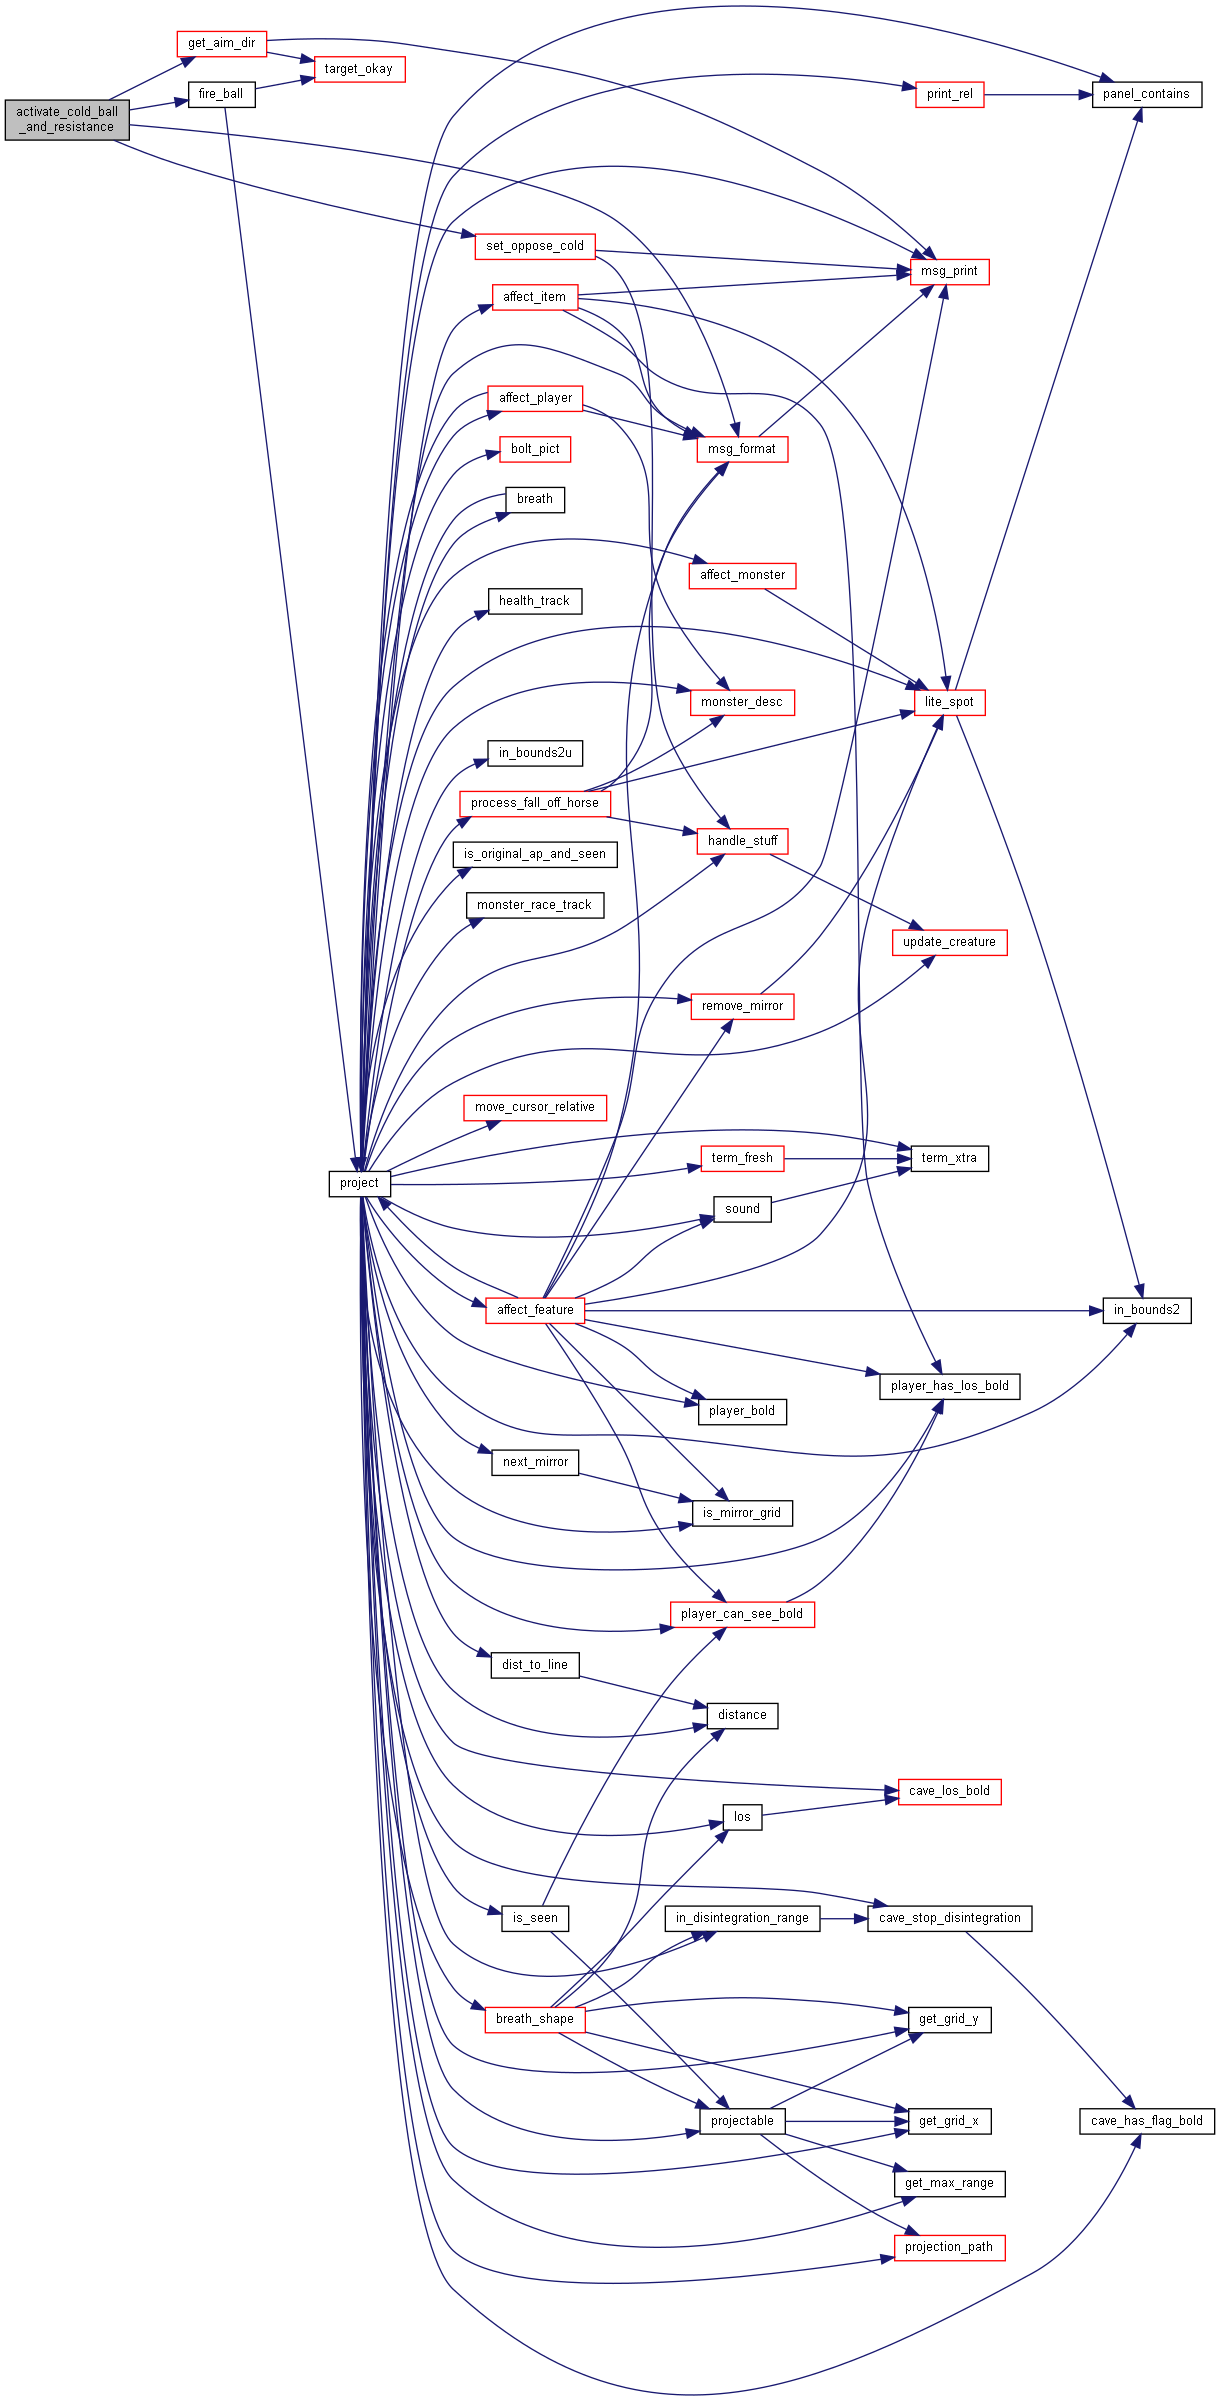 get_aim_dir
target_okay
fire_ball
print_rel
panel_contains
activate_cold_ball
_and_resistance
set_oppose_cold
msg_print
affect_item
affect_player
msg_format
bolt_pict
breath
affect_monster
health_track
monster_desc
lite_spot
in_bounds2u
process_fall_off_horse
handle_stuff
is_original_ap_and_seen
monster_race_track
update_creature
remove_mirror
move_cursor_relative
term_fresh
term_xtra
project
sound
affect_feature
in_bounds2
player_has_los_bold
player_bold
next_mirror
is_mirror_grid
player_can_see_bold
dist_to_line
distance
cave_los_bold
los
is_seen
in_disintegration_range
cave_stop_disintegration
breath_shape
get_grid_y
projectable
get_grid_x
cave_has_flag_bold
get_max_range
projection_path